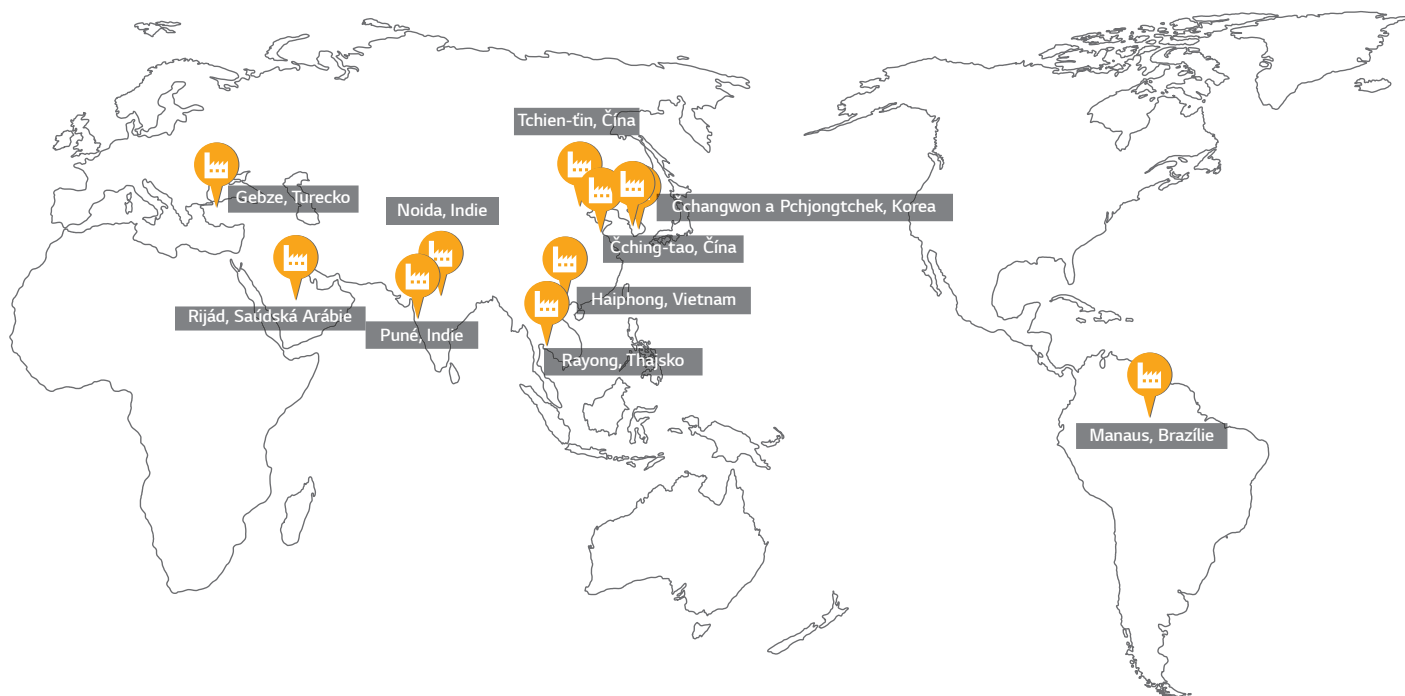 Tchien-ťin, Čína
Gebze, Turecko
Noida, Indie
Čchangwon a Pchjongtchek, Korea
Čching-tao, Čína
Haiphong, Vietnam
Rijád, Saúdská Arábie
Puné, Indie
Rayong, Thajsko
Manaus, Brazílie